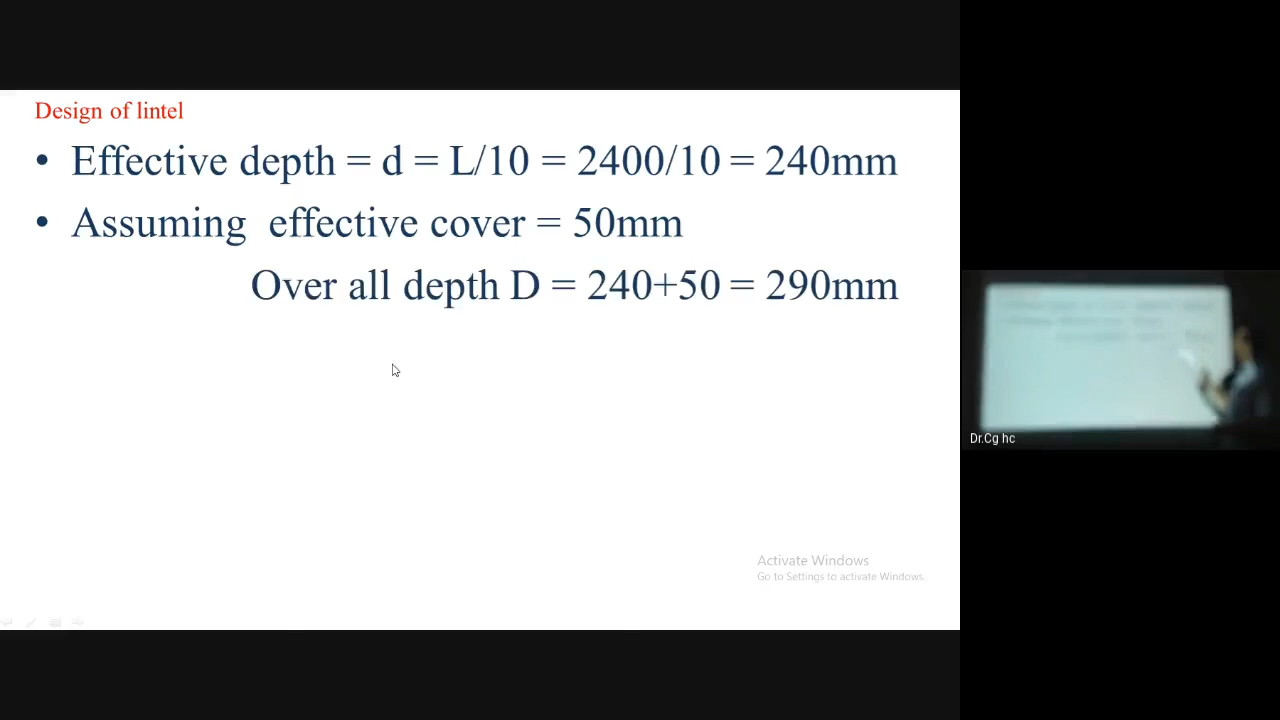 Design of lintel
• Effective depth = d = L/10 = 2400/10 = 240mm
• Assuming effective cover = 50mm
Over all depth D = 240+50 = 290mm
Activate Windows
Go to Settings to activate Windows.
Dr.Cg hc